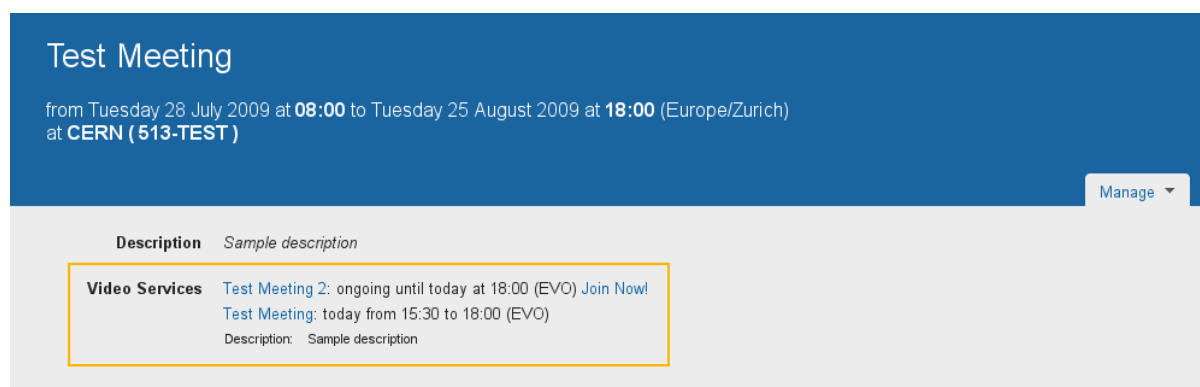 Test Meeting
from Tuesday 28 July 2009 at 08:00 to Tuesday 25 August 2009 at 18:00 (Europe/Zurich)
at CERN ( 513-TEST )
Manage
Description Sample description
Video Services Test Meeting 2: ongoing until today at 18:00 (EVO) Join Now!
Test Meeting: today from 15:30 to 18:00 (EVO)
Description: Sample description